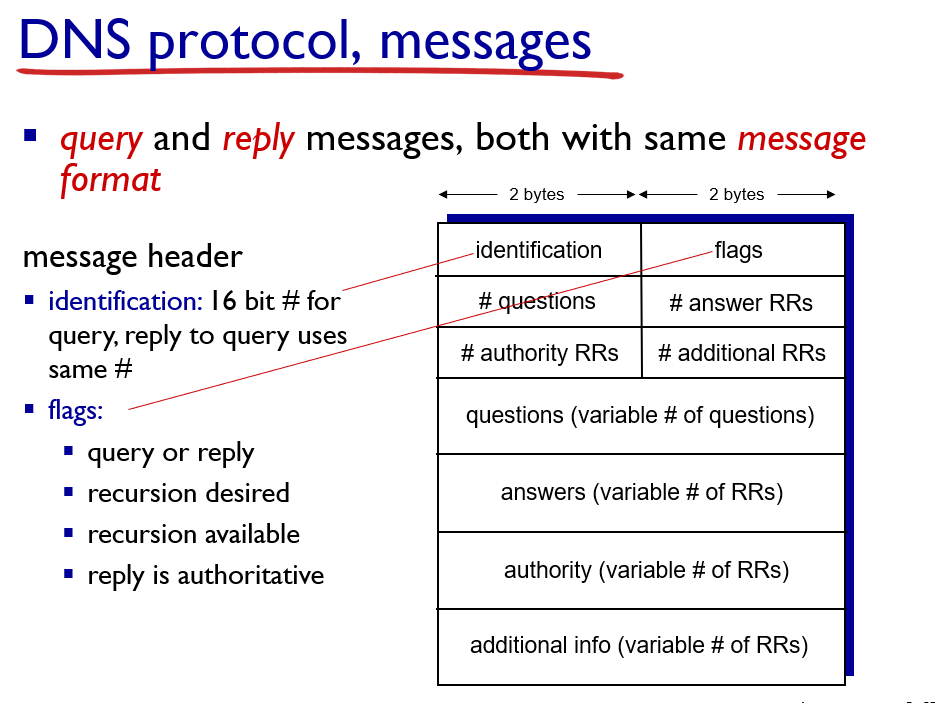 DNS protocol, messages
query and reply messages, both with same message
format
2 bytes 2 bytes
message header
identification: 16 bit # for
query, reply to query uses
same #
flags:
query or reply
recursion desired
recursion available
reply is authoritative
identification flags
# questions # answer RRs
# authority RRs # additional RRs
questions (variable # of questions)
answers (variable # of RRs)
authority (variable # of RRs)
additional info (variable # of RRs)